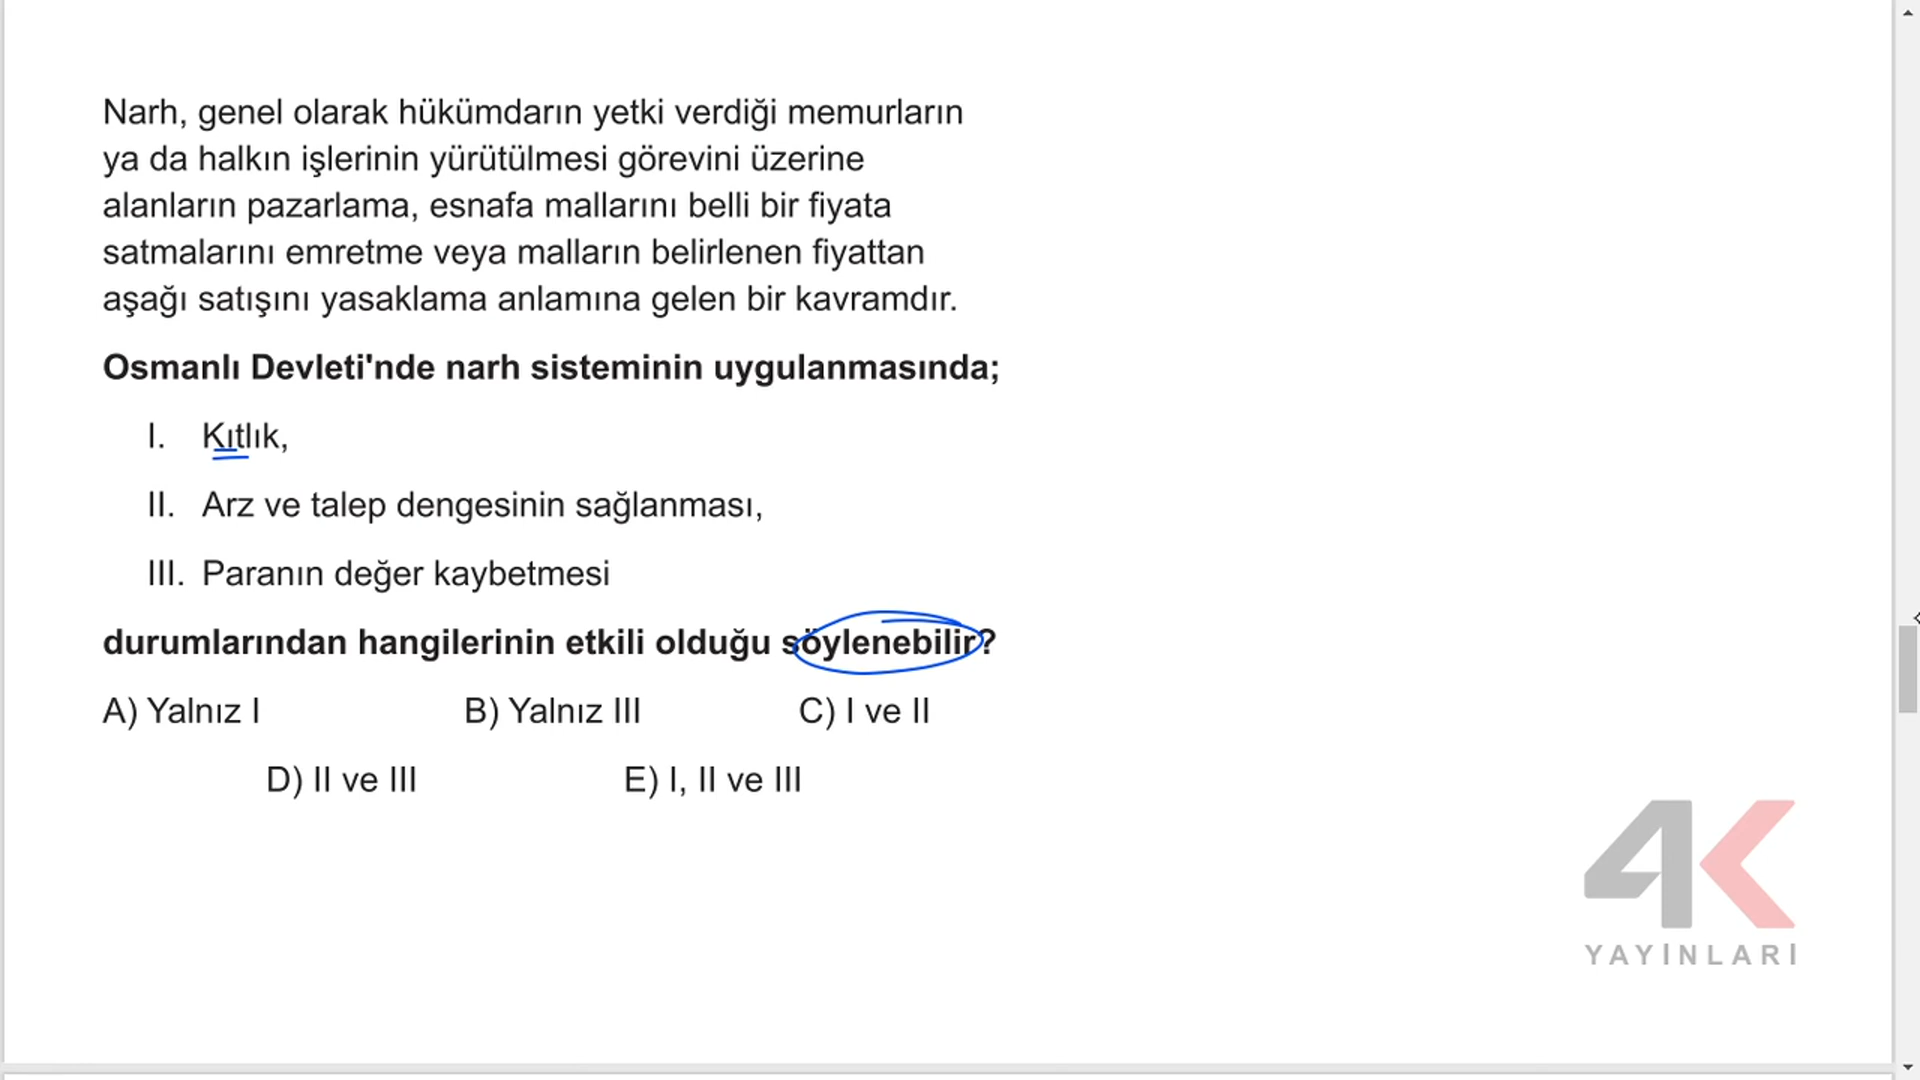 Narh, genel olarak hükümdarın yetki verdiği memurların
ya da halkın işlerinin yürütülmesi görevini üzerine
alanların pazarlama, esnafa mallarını belli bir fiyata
satmalarını emretme veya malların belirlenen fiyattan
aşağı satışını yasaklama anlamına gelen bir kavramdır.
Osmanlı Devleti'nde narh sisteminin uygulanmasında;
I. Kıtlık,
II. Arz ve talep dengesinin sağlanması,
III. Paranın değer kaybetmesi
durumlarından hangilerinin etkili olduğu söylenebilir?
A) Yalnız I B) Yalnız III C) I ve II
D) II ve III E) I, II ve III
4K
YAYİNLARI